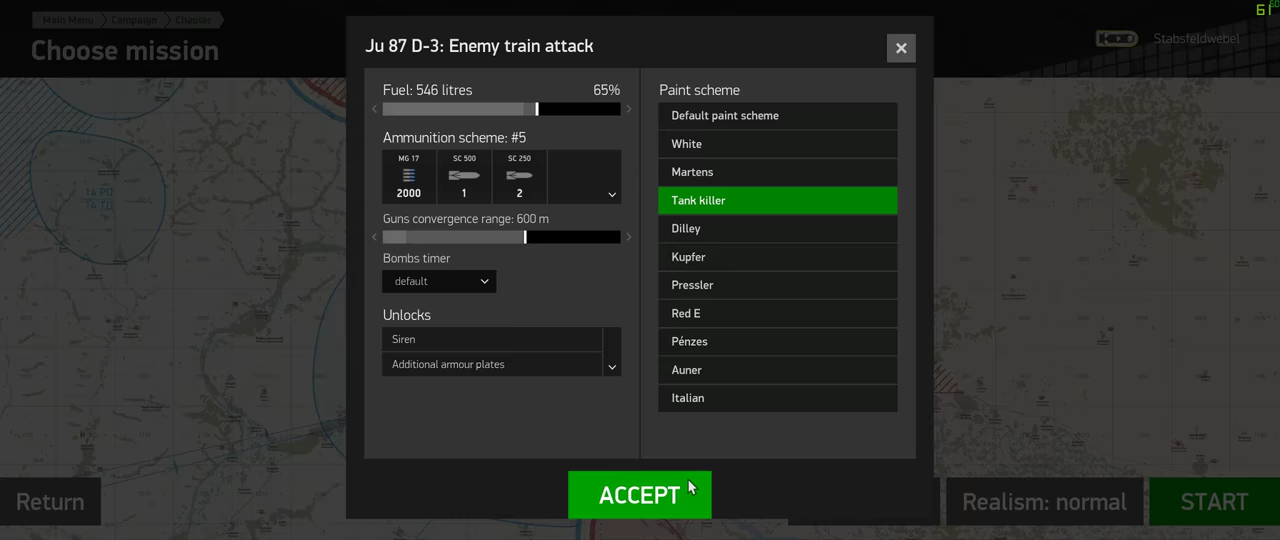 Main Menu
Campaign
Chapter
Choose mission
Stabsfeldwebel
Ju 87 D-3: Enemy train attack
Fuel: 546 litres
65%
Ammunition scheme: #5
MG 17
SC 500
SC 250
2000
1
2
Guns convergence range: 600 m
Bombs timer
default
Unlocks
Siren
Additional armour plates
Paint scheme
Default paint scheme
White
Martens
Tank killer
Dilley
Kupfer
Pressler
Red E
Pénzes
Auner
Italian
ACCEPT
Return
Realism: normal
START